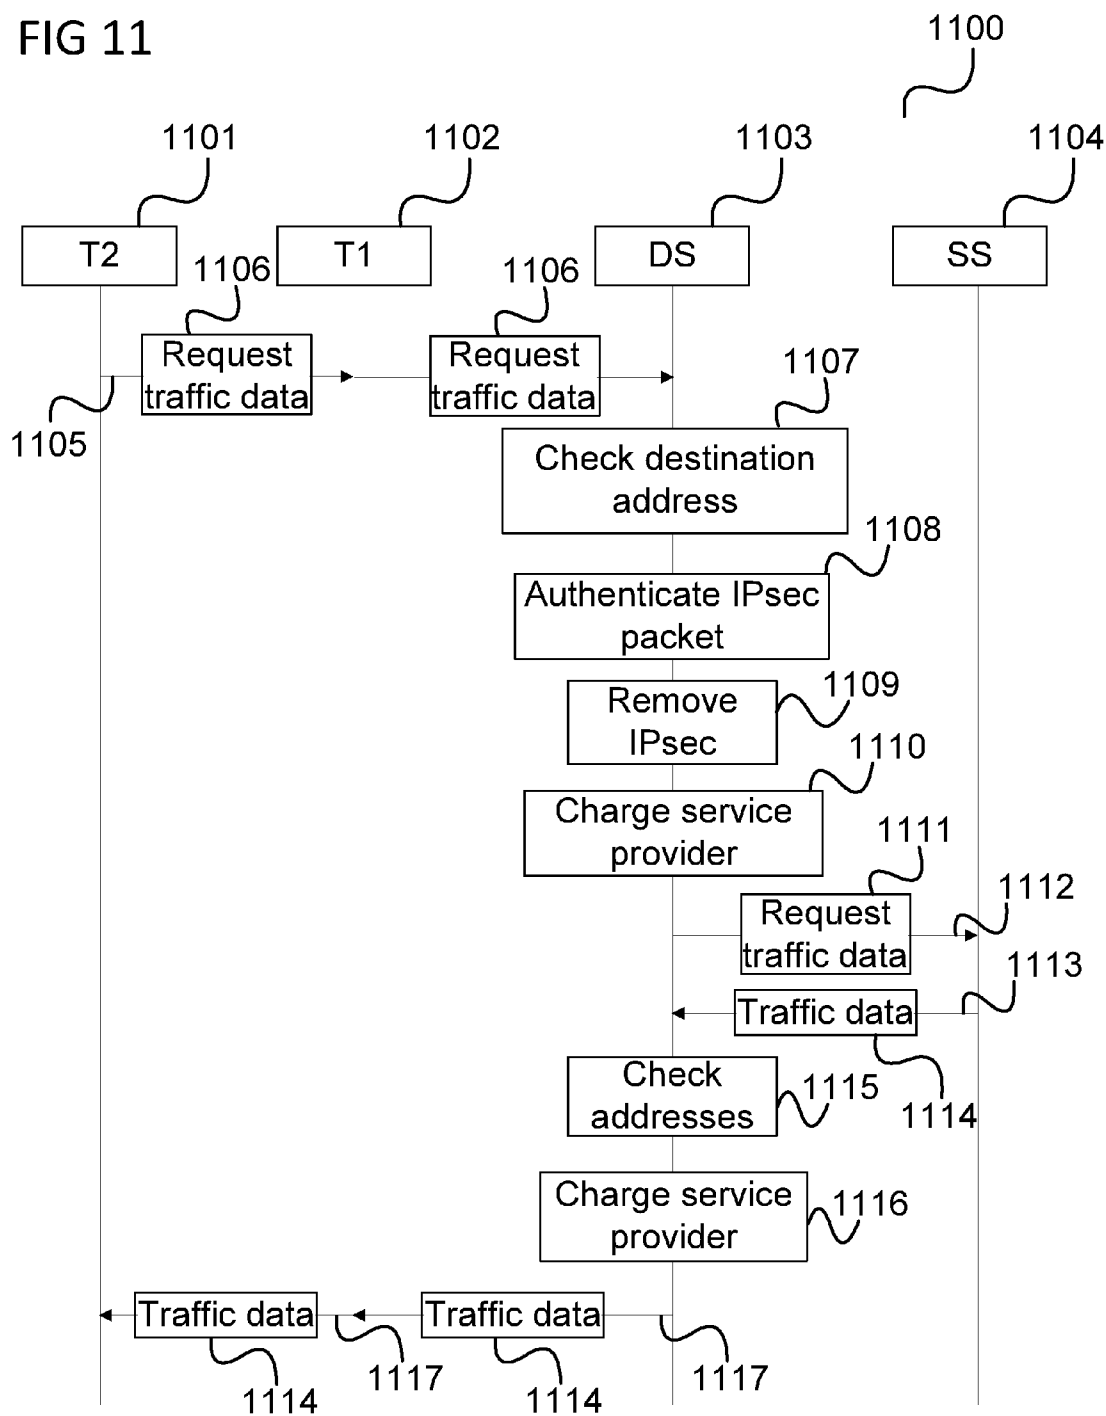 FIG 11
1100
1101
1102
1103
1104
T2
T1
DS
SS
1106
1106
Request
traffic data
Request
traffic data
1105
1107
Check destination
address
1108
Authenticate IPsec
packet
1109
Remove
IPsec
1110
Charge service
provider
1111
1112
Request
traffic data
1113
Traffic data
1114
Check
addresses
1115
Charge service
provider
1116
Traffic data
Traffic data
1114
1117
1114
1117